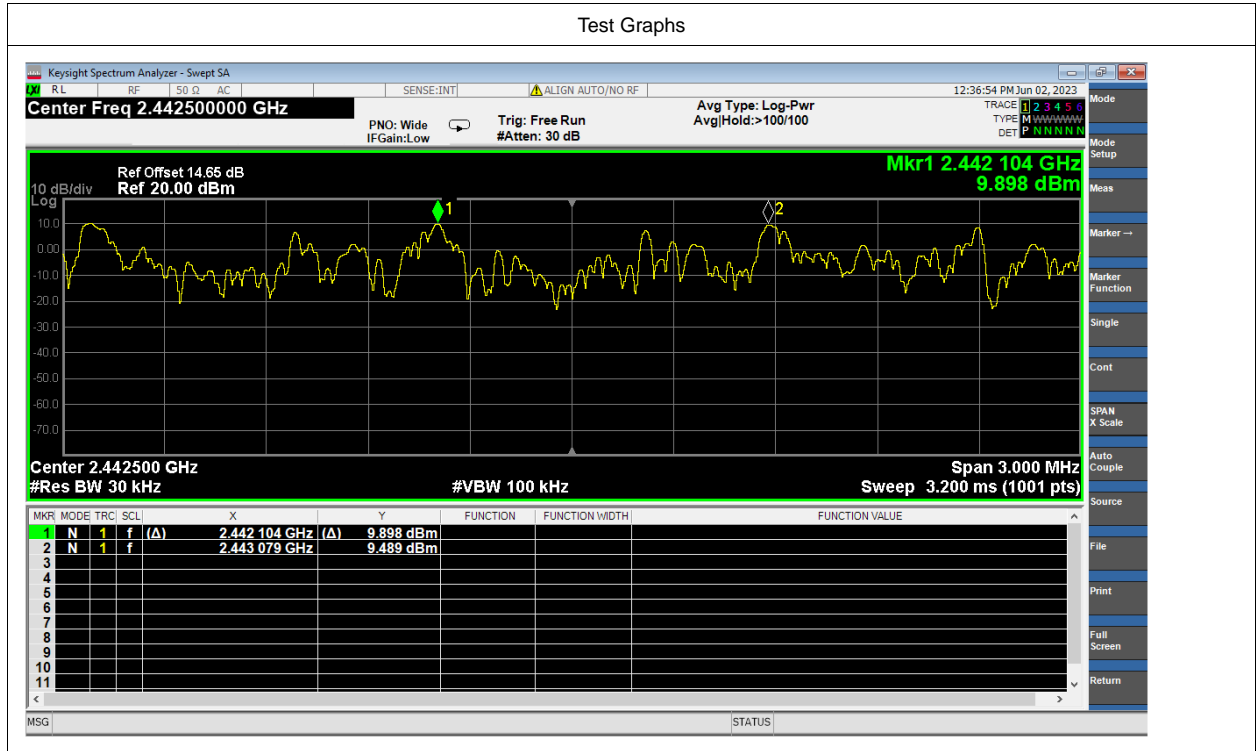 Test Graphs
Keysight Spectrum Analyzer - Swept SA
LXI RL RF 50 Ω AC SENSE:INT ALIGN AUTO/NO RF 12:36:54 PM Jun 02, 2023
Center Freq 2.442500000 GHz
PNO: Wide
IFGain:Low
Trig: Free Run
#Atten: 30 dB
Avg Type: Log-Pwr
Avg|Hold:>100/100
TRACE 1 2 3 4 5 6
TYPE M WWWWW
DET P N N N N N
Ref Offset 14.65 dB
10 dB/div Ref 20.00 dBm
Log
Mkr1 2.442 104 GHz
9.898 dBm
1
2
10.0
0.00
-10.0
-20.0
-30.0
-40.0
-50.0
-60.0
-70.0
Center 2.442500 GHz Span 3.000 MHz
#Res BW 30 kHz #VBW 100 kHz Sweep 3.200 ms (1001 pts)
MKR MODE TRC SCL X Y FUNCTION FUNCTION WIDTH FUNCTION VALUE
1 N 1 f (Δ) 2.442 104 GHz (Δ) 9.898 dBm
2 N 1 f 2.443 079 GHz 9.489 dBm
3
4
5
6
7
8
9
10
11
MSG STATUS
Mode
Mode
Setup
Meas
Marker →
Marker
Function
Single
Cont
SPAN
X Scale
Auto
Couple
Source
File
Print
Full
Screen
Return